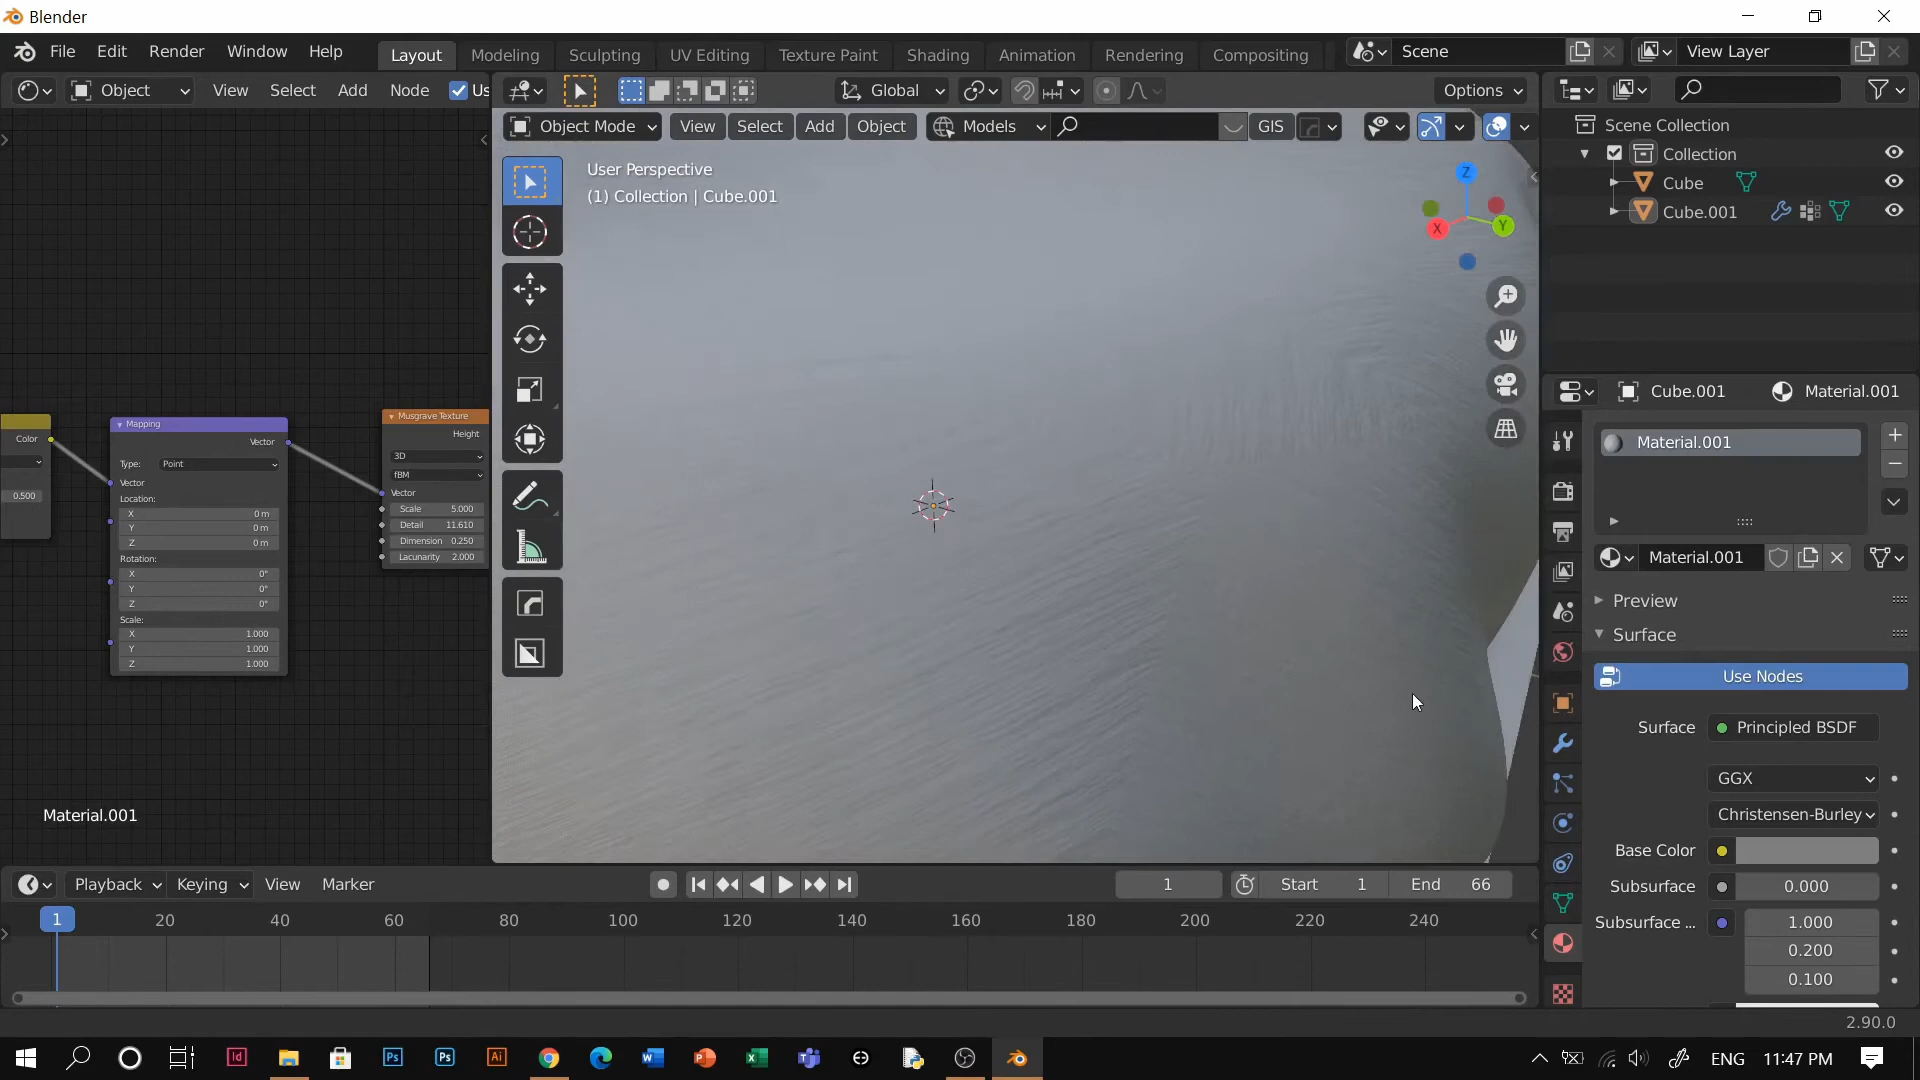 Blender
File Edit Render Window Help Layout Modeling Sculpting UV Editing Texture Paint Shading Animation Rendering Compositing Scene View Layer
Object View Select Add Node Us Global Options
Object Mode View Select Add Object Models GIS
User Perspective
(1) Collection | Cube.001
Z
X
Y
Scene Collection
Collection
Cube
Cube.001
Cube.001 Material.001
Material.001
Material.001
Preview
Surface
Use Nodes
Surface Principled BSDF
GGX
Christensen-Burley
Base Color
Subsurface 0.000
Subsurface ... 1.000
0.200
0.100
Color
0.500
Mapping
Vector
Type: Point
Vector
Location:
X 0 m
Y 0 m
Z 0 m
Rotation:
X 0°
Y 0°
Z 0°
Scale:
X 1.000
Y 1.000
Z 1.000
Musgrave Texture
Height
3D
fBM
Vector
Scale 5.000
Detail 11.610
Dimension 0.250
Lacunarity 2.000
Material.001
Playback Keying View Marker 1 Start 1 End 66
1 20 40 60 80 100 120 140 160 180 200 220 240
2.90.0
Id Ps Ps Ai ENG 11:47 PM